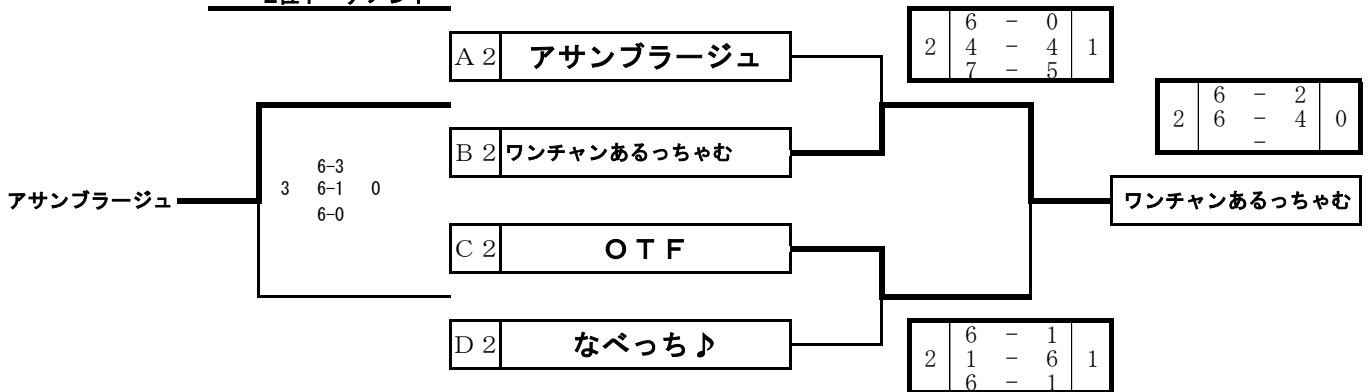 2位トーナメント
A2 アサンブラージュ
6 - 0
2 4 - 4 1
7 - 5
6 - 2
2 6 - 4 0
-
B2 ワンチャンあるっちゃむ
6-3
3 6-1 0
6-0
アサンブラージュ
ワンチャンあるっちゃむ
C2 OTF
D2 なべっち♪
6 - 1
2 1 - 6 1
6 - 1